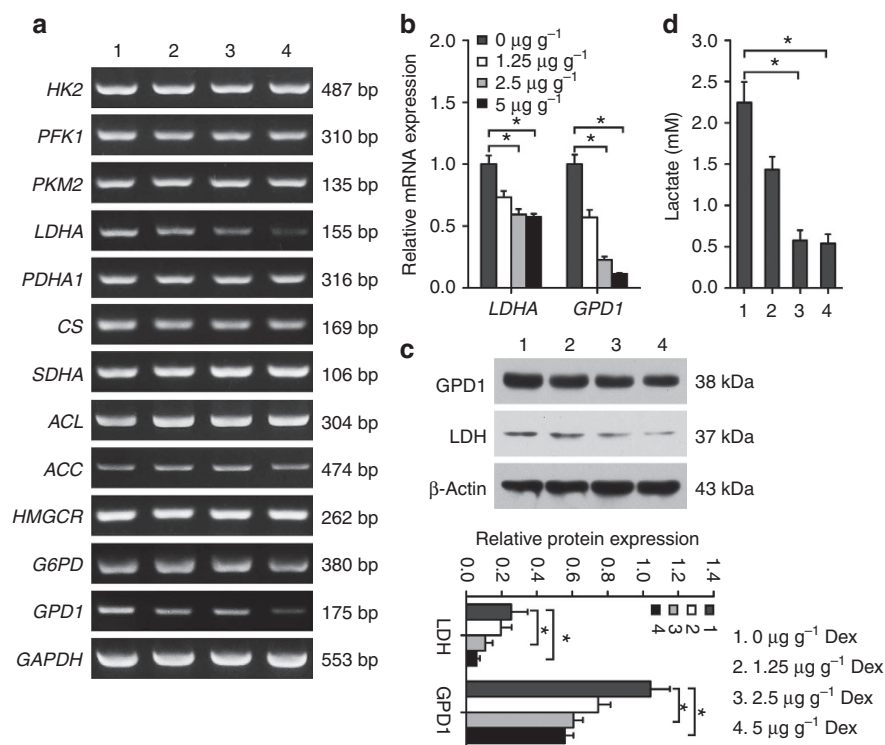 a
1 2 3 4
HK2 487 bp
PFK1 310 bp
PKM2 135 bp
LDHA 155 bp
PDHA1 316 bp
CS 169 bp
SDHA 106 bp
ACL 304 bp
ACC 474 bp
HMGCR 262 bp
G6PD 380 bp
GPD1 175 bp
GAPDH 553 bp
b
Relative mRNA expression
2.0
1.5
1.0
0.5
0.0
0 µg g⁻¹
1.25 µg g⁻¹
2.5 µg g⁻¹
5 µg g⁻¹
* * * *
LDHA GPD1
d
Lactate (mM)
3.0
2.5
2.0
1.5
1.0
0.5
0.0
*
*
1 2 3 4
c
1 2 3 4
GPD1 38 kDa
LDH 37 kDa
β-Actin 43 kDa
Relative protein expression
0.0 0.2 0.4 0.6 0.8 1.0 1.2 1.4
1
2
3
4
LDH
* *
GPD1
* *
1. 0 µg g⁻¹ Dex
2. 1.25 µg g⁻¹ Dex
3. 2.5 µg g⁻¹ Dex
4. 5 µg g⁻¹ Dex